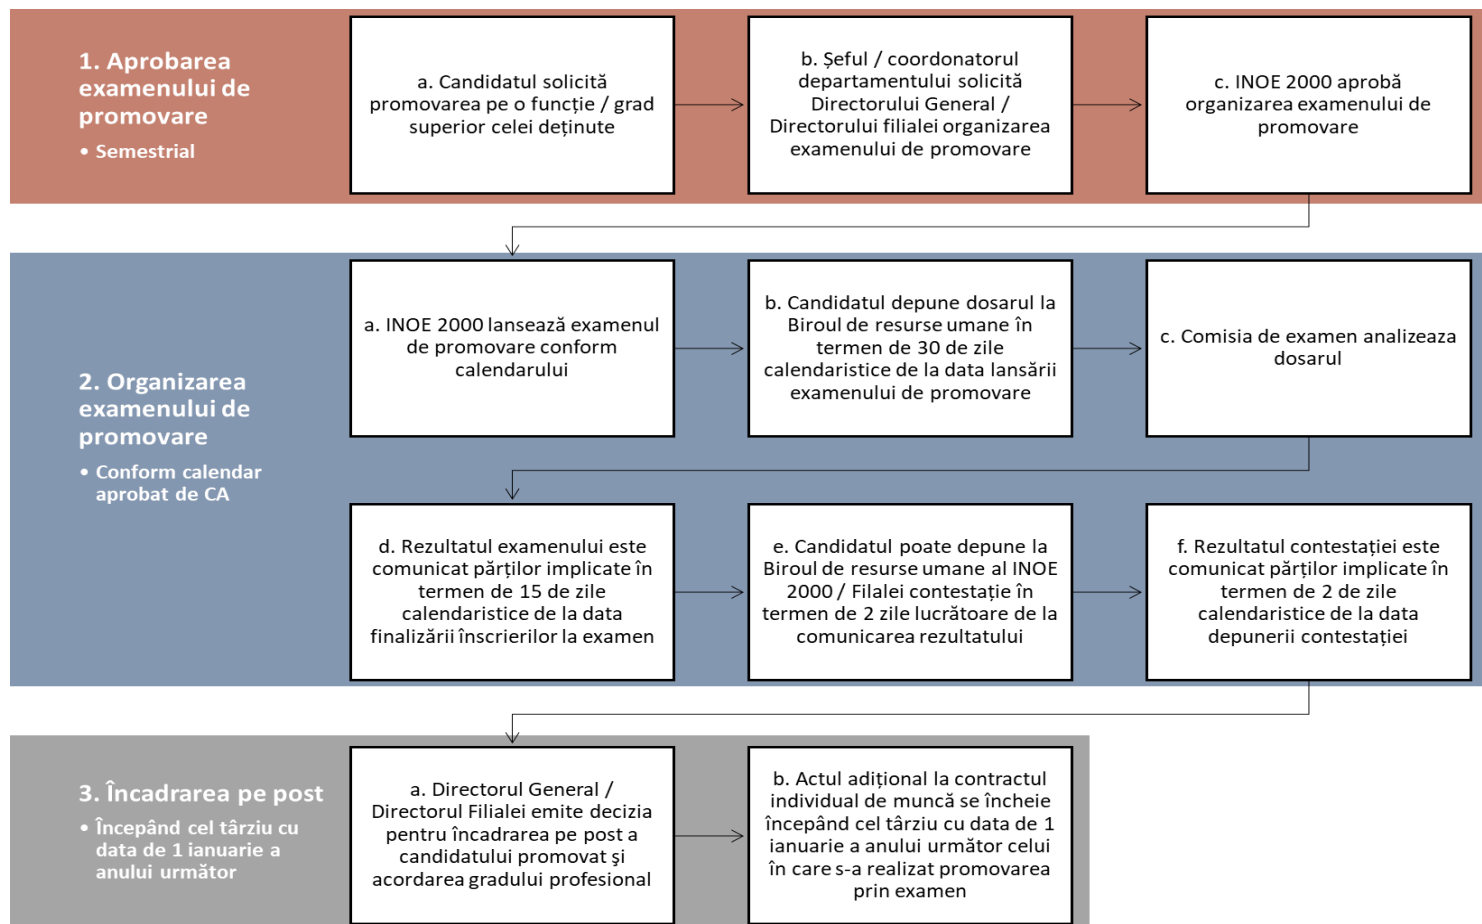 1. Aprobarea
examenului de
promovare
• Semestrial
a. Candidatul solicită
promovarea pe o funcție / grad
superior celei deținute
b. Șeful / coordonatorul
departamentului solicită
Directorului General /
Directorului filialei organizarea
examenului de promovare
c. INOE 2000 aprobă
organizarea examenului de
promovare
2. Organizarea
examenului de
promovare
• Conform calendar
aprobat de CA
a. INOE 2000 lansează examenul
de promovare conform
calendarului
b. Candidatul depune dosarul la
Biroul de resurse umane în
termen de 30 de zile
calendaristice de la data lansării
examenului de promovare
c. Comisia de examen analizeaza
dosarul
d. Rezultatul examenului este
comunicat părților implicate în
termen de 15 de zile
calendaristice de la data
finalizării înscrierilor la examen
e. Candidatul poate depune la
Biroul de resurse umane al INOE
2000 / Filalei contestație în
termen de 2 zile lucrătoare de la
comunicarea rezultatului
f. Rezultatul contestației este
comunicat părților implicate în
termen de 2 de zile
calendaristice de la data
depunerii contestației
3. Încadrarea pe post
• Începând cel târziu cu
data de 1 ianuarie a
anului următor
a. Directorul General /
Directorul Filialei emite decizia
pentru încadrarea pe post a
candidatului promovat şi
acordarea gradului profesional
b. Actul adițional la contractul
individual de muncă se încheie
începând cel târziu cu data de 1
ianuarie a anului următor celui
în care s-a realizat promovarea
prin examen